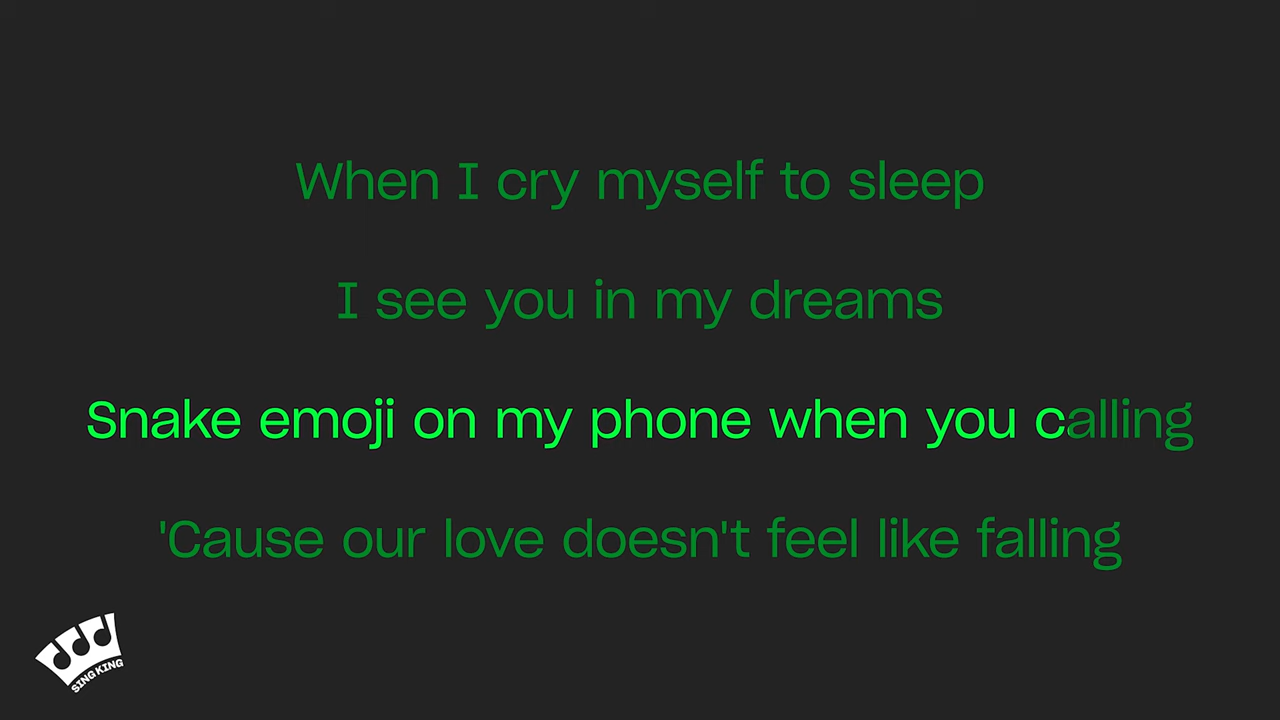 When I cry myself to sleep
I see you in my dreams
Snake emoji on my phone when you calling
'Cause our love doesn't feel like falling
SING KING